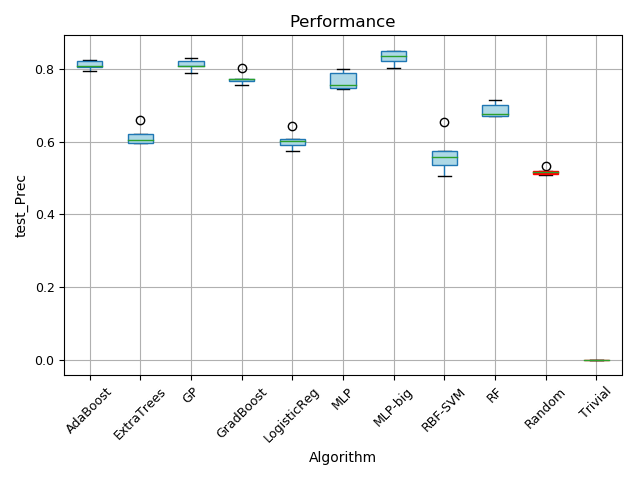 Performance
test_Prec
0.8
0.6
0.4
0.2
0.0
AdaBoost
ExtraTrees
GP
GradBoost
LogisticReg
MLP
MLP-big
RBF-SVM
RF
Random
Trivial
Algorithm